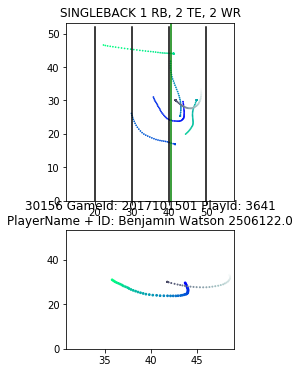 SINGLEBACK 1 RB, 2 TE, 2 WR
50
40
30
20
10
0
20 30 40 50
30156 GameId: 2017101501 PlayId: 3641
PlayerName + ID: Benjamin Watson 2506122.0
40
20
0
35 40 45